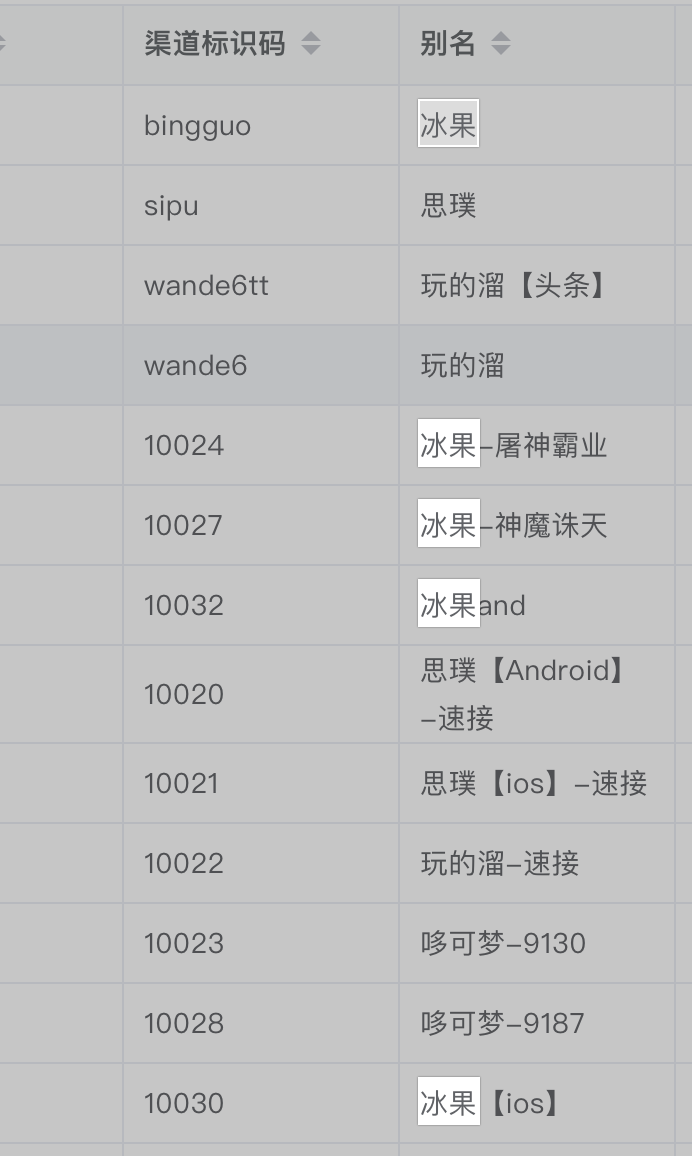 渠道标识码 别名
bingguo 冰果
sipu 思璞
wande6tt 玩的溜【头条】
wande6 玩的溜
10024 冰果-屠神霸业
10027 冰果-神魔诛天
10032 冰果and
10020 思璞【Android】
-速接
10021 思璞【ios】-速接
10022 玩的溜-速接
10023 哆可梦-9130
10028 哆可梦-9187
10030 冰果【ios】